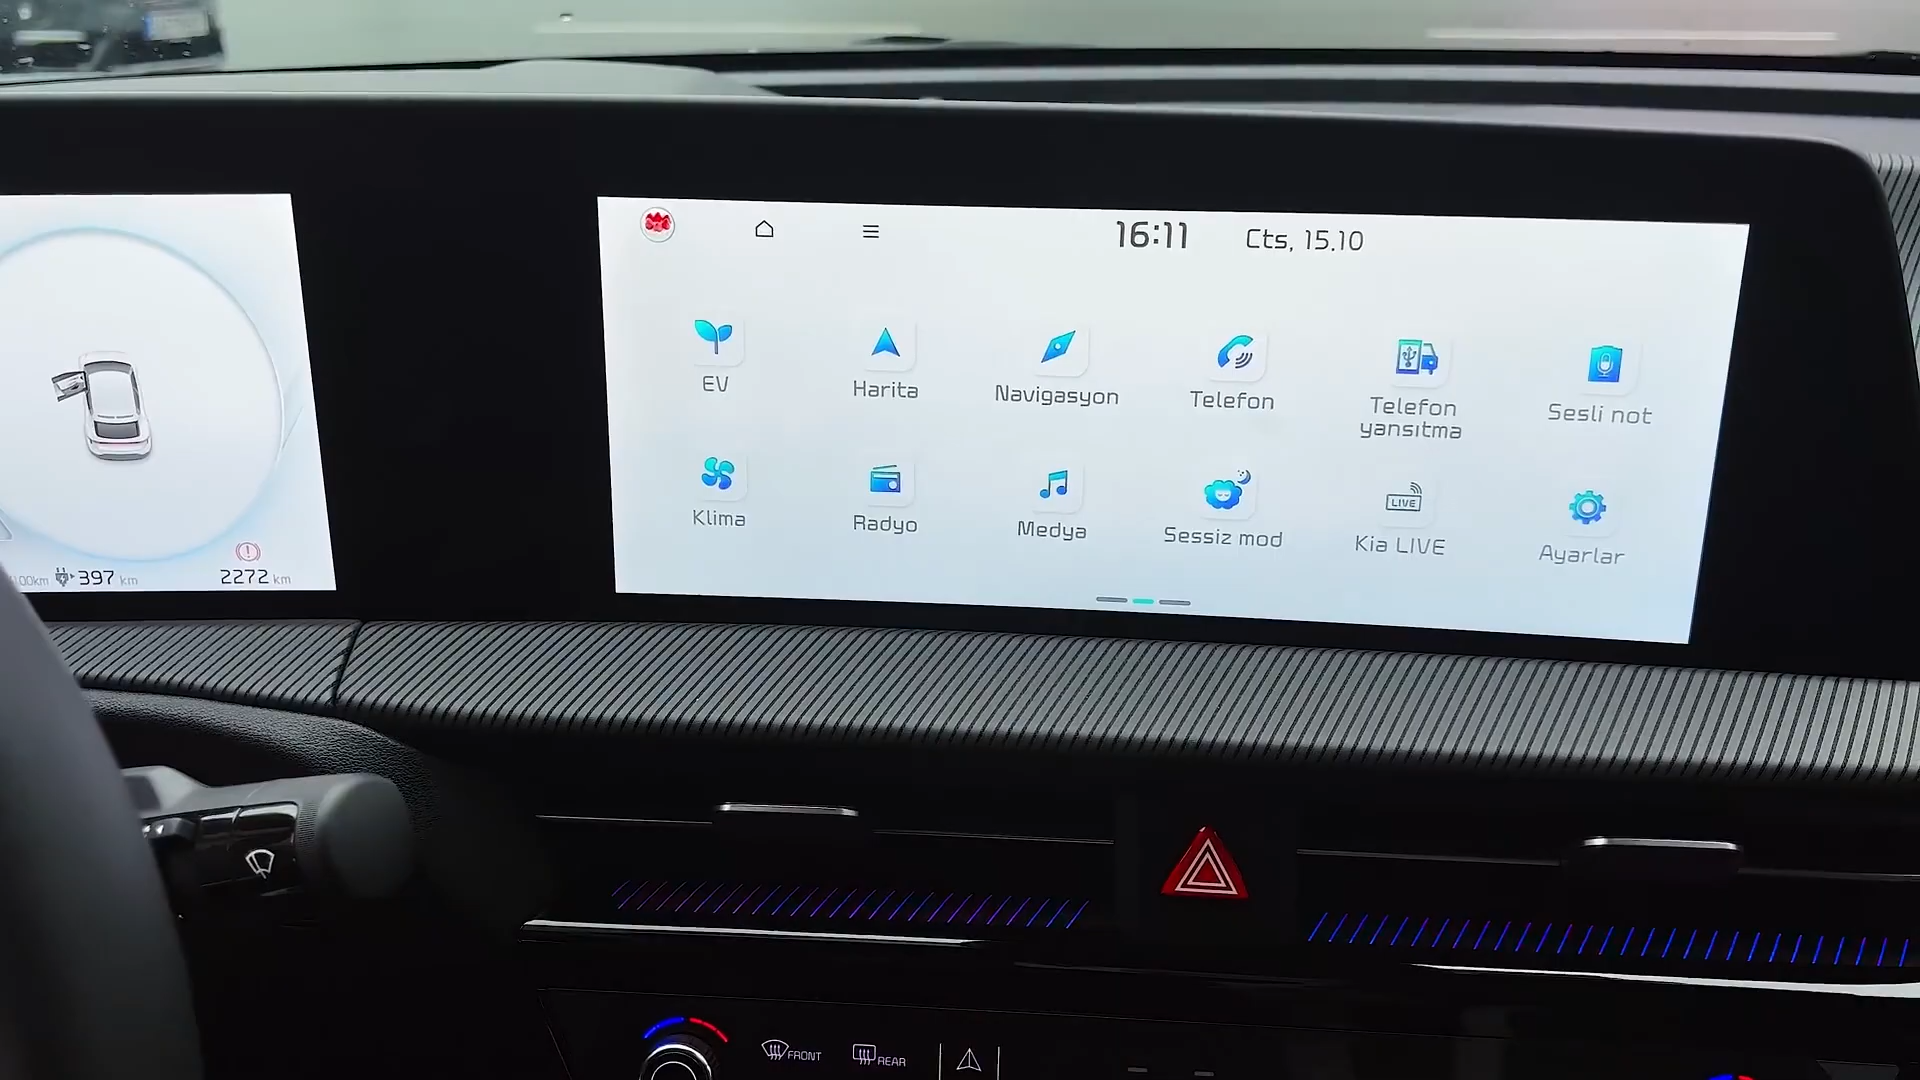 16:11
Cts, 15.10
EV
Harita
Navigasyon
Telefon
Telefon
yansıtma
Sesli not
Klima
Radyo
Medya
Sessiz mod
LIVE
Kia LIVE
Ayarlar
397 km
2272 km
FRONT
REAR